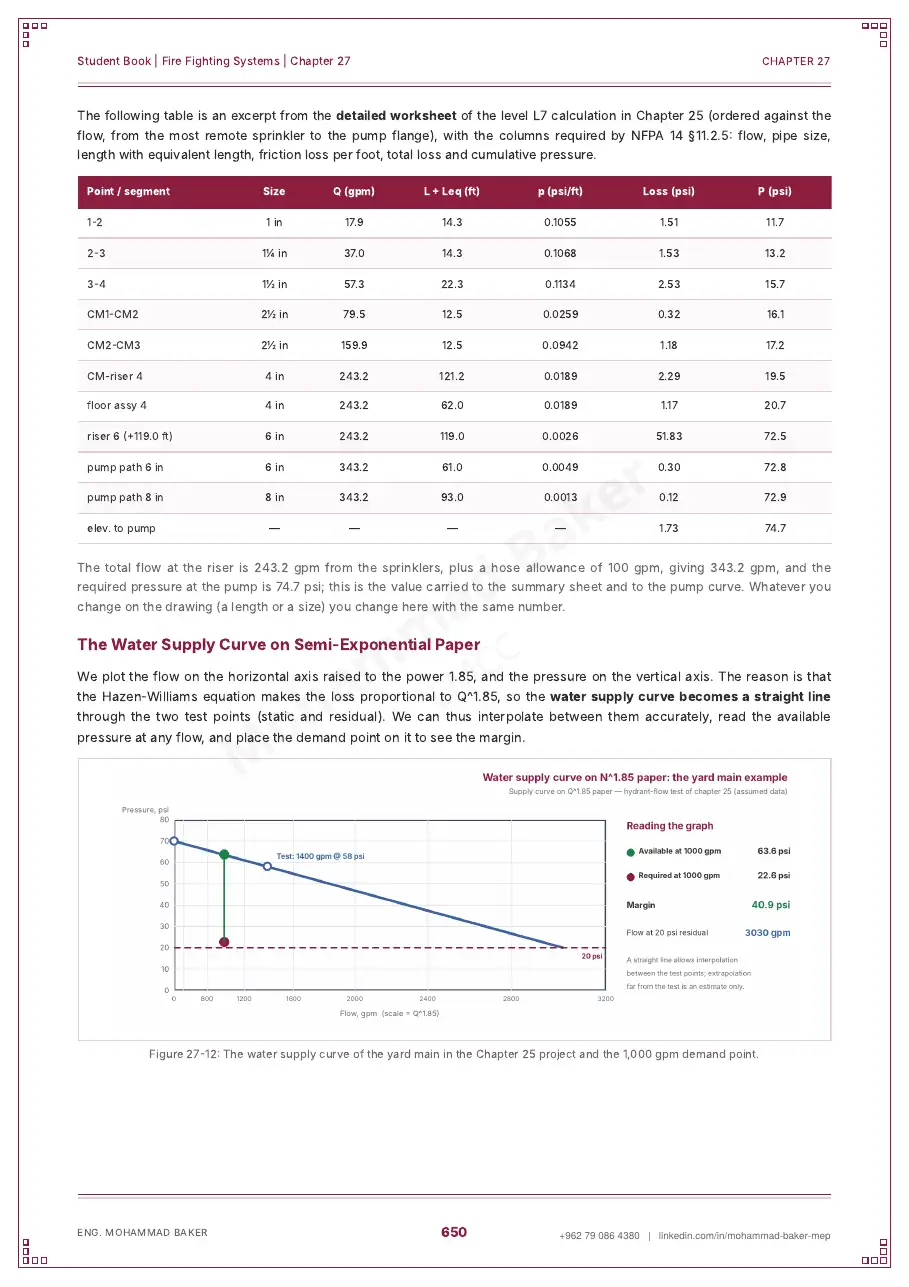 Student Book | Fire Fighting Systems | Chapter 27
CHAPTER 27
The following table is an excerpt from the detailed worksheet of the level L7 calculation in Chapter 25 (ordered against the
flow, from the most remote sprinkler to the pump flange), with the columns required by NFPA 14 §11.2.5: flow, pipe size,
length with equivalent length, friction loss per foot, total loss and cumulative pressure.
Point / segment Size Q (gpm) L + Leq (ft) p (psi/ft) Loss (psi) P (psi)
1-2 1 in 17.9 14.3 0.1055 1.51 11.7
2-3 1¼ in 37.0 14.3 0.1068 1.53 13.2
3-4 1½ in 57.3 22.3 0.1134 2.53 15.7
CM1-CM2 2½ in 79.5 12.5 0.0259 0.32 16.1
CM2-CM3 2½ in 159.9 12.5 0.0942 1.18 17.2
CM-riser 4 4 in 243.2 121.2 0.0189 2.29 19.5
floor assy 4 4 in 243.2 62.0 0.0189 1.17 20.7
riser 6 (+119.0 ft) 6 in 243.2 119.0 0.0026 51.83 72.5
pump path 6 in 6 in 343.2 61.0 0.0049 0.30 72.8
pump path 8 in 8 in 343.2 93.0 0.0013 0.12 72.9
elev. to pump — — — — 1.73 74.7
The total flow at the riser is 243.2 gpm from the sprinklers, plus a hose allowance of 100 gpm, giving 343.2 gpm, and the
required pressure at the pump is 74.7 psi; this is the value carried to the summary sheet and to the pump curve. Whatever you
change on the drawing (a length or a size) you change here with the same number.
The Water Supply Curve on Semi-Exponential Paper
We plot the flow on the horizontal axis raised to the power 1.85, and the pressure on the vertical axis. The reason is that
the Hazen-Williams equation makes the loss proportional to Q^1.85, so the water supply curve becomes a straight line
through the two test points (static and residual). We can thus interpolate between them accurately, read the available
pressure at any flow, and place the demand point on it to see the margin.
Water supply curve on N^1.85 paper: the yard main example
Supply curve on Q^1.85 paper — hydrant-flow test of chapter 25 (assumed data)
Pressure, psi
80
70
60
50
40
30
20
10
0
Test: 1400 gpm @ 58 psi
20 psi
0 800 1200 1600 2000 2400 2800 3200
Flow, gpm (scale = Q^1.85)
Reading the graph
Available at 1000 gpm 63.6 psi
Required at 1000 gpm 22.6 psi
Margin 40.9 psi
Flow at 20 psi residual 3030 gpm
A straight line allows interpolation
between the test points; extrapolation
far from the test is an estimate only.
Figure 27-12: The water supply curve of the yard main in the Chapter 25 project and the 1,000 gpm demand point.
ENG. MOHAMMAD BAKER
650
+962 79 086 4380 | linkedin.com/in/mohammad-baker-mep